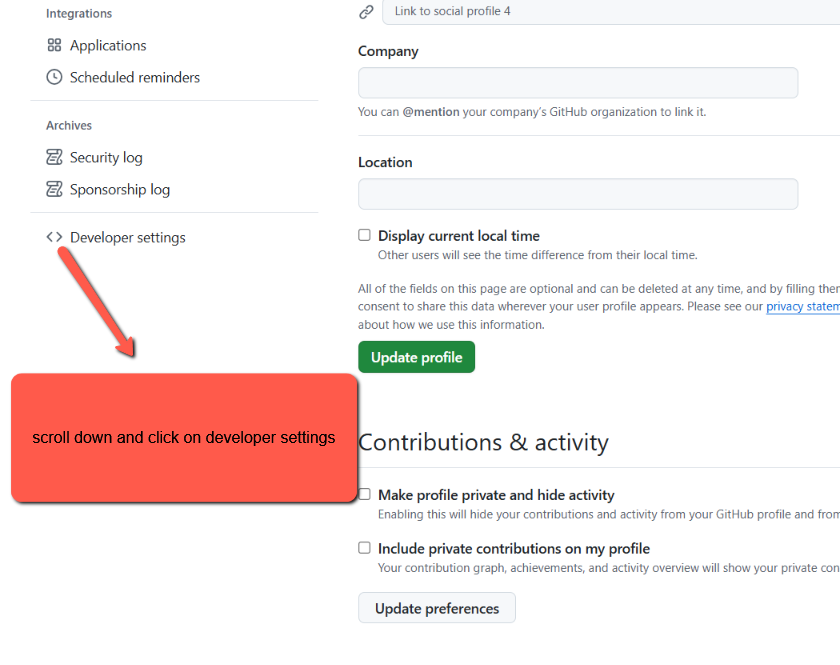 Integrations
Applications
Scheduled reminders
Archives
Security log
Sponsorship log
Developer settings
scroll down and click on developer settings
Link to social profile 4
Company
You can @mention your company's GitHub organization to link it.
Location
Display current local time
Other users will see the time difference from their local time.
All of the fields on this page are optional and can be deleted at any time, and by filling
consent to share this data wherever your user profile appears. Please see our privacy
about how we use this information.
Update profile
Contributions & activity
Make profile private and hide activity
Enabling this will hide your contributions and activity from your GitHub profile and from
Include private contributions on my profile
Your contribution graph, achievements, and activity overview will show your private
Update preferences